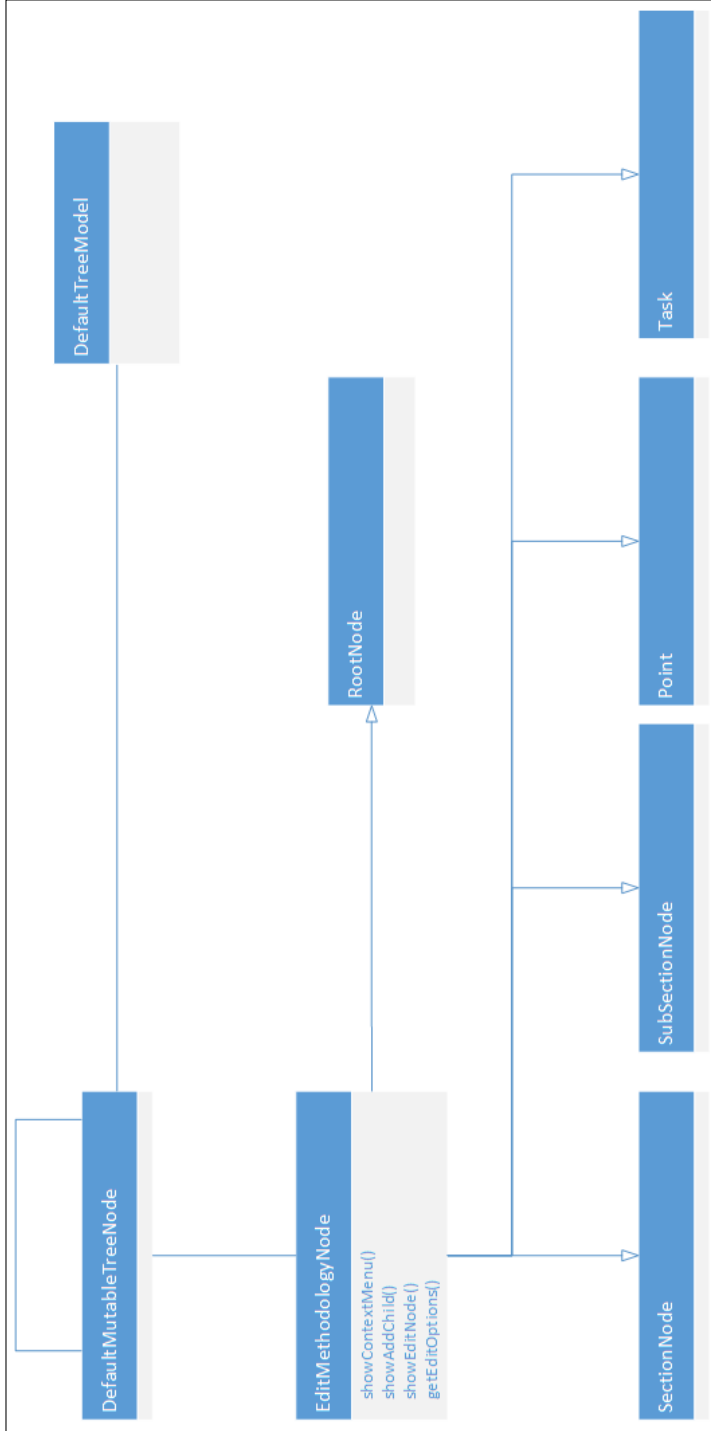 DefaultMutableTreeNode
DefaultTreeModel
EditMethodologyNode
showContextMenu()
showAddChild()
showEditNode()
getEditOptions()
RootNode
SectionNode
SubSectionNode
Point
Task